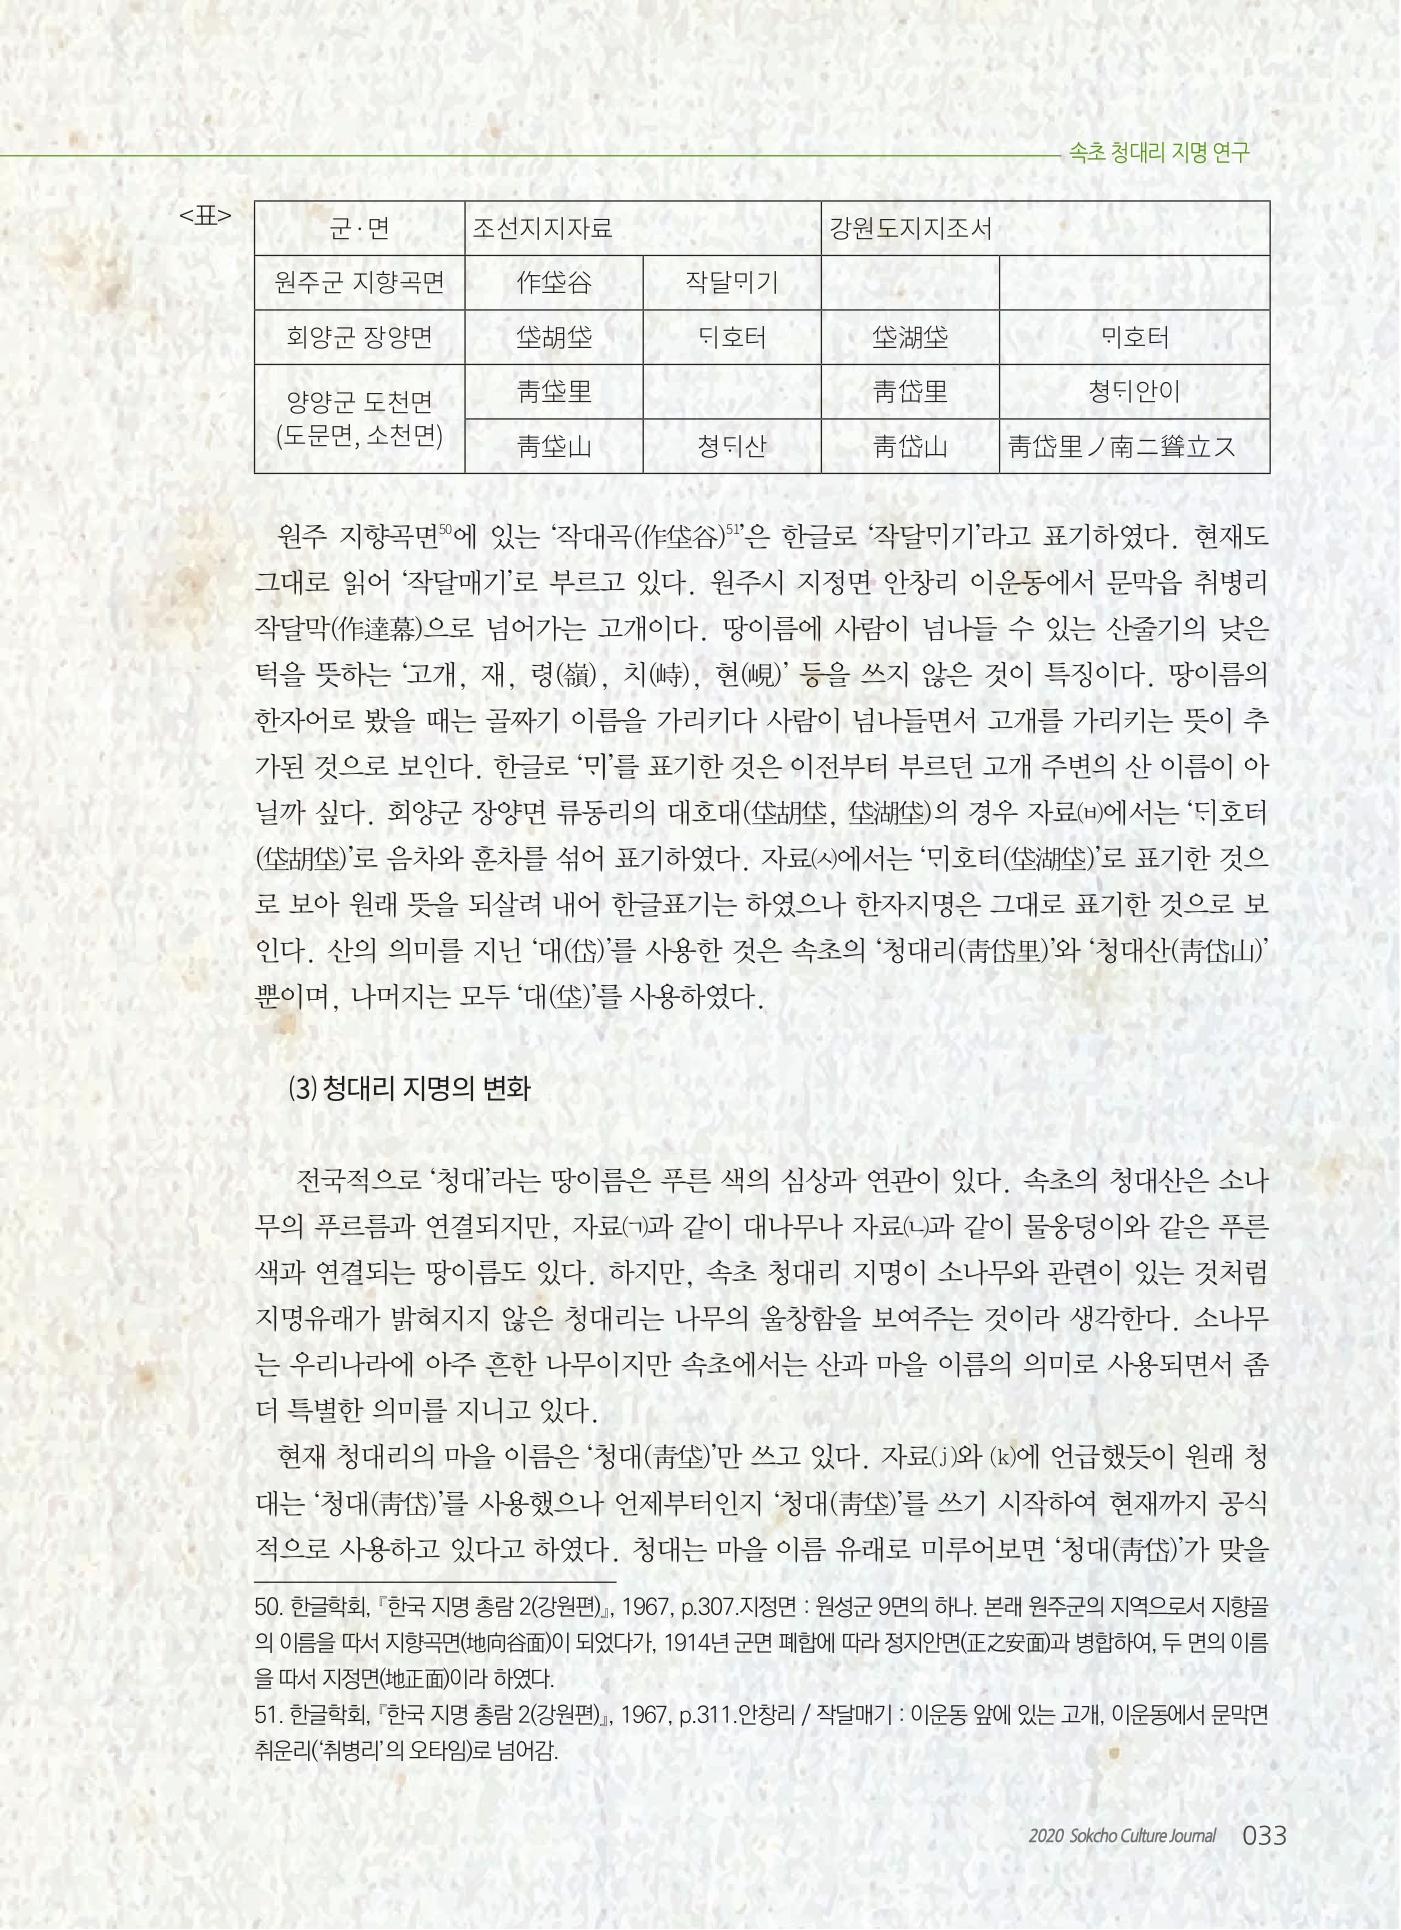 속초 청대리 지명 연구
<표>
군·면 조선지지자료 강원도지지조서
원주군 지향곡면 作垈谷 작달ᄆᆡ기
회양군 장양면 垈胡垈 ᄃᆡ호터 垈湖垈 ᄆᆡ호터
양양군 도천면
(도문면, 소천면)
靑垈里 靑岱里 쳥ᄃᆡ안이
靑垈山 쳥ᄃᆡ산 靑岱山 靑岱里ノ南ニ聳立ス
원주 지향곡면50에 있는 ‘작대곡(作垈谷)51’은 한글로 ‘작달ᄆᆡ기’라고 표기하였다. 현재도
그대로 읽어 ‘작달매기’로 부르고 있다. 원주시 지정면 안창리 이운동에서 문막읍 취병리
작달막(作達幕)으로 넘어가는 고개이다. 땅이름에 사람이 넘나들 수 있는 산줄기의 낮은
턱을 뜻하는 ‘고개, 재, 령(嶺), 치(峙), 현(峴)’ 등을 쓰지 않은 것이 특징이다. 땅이름의
한자어로 봤을 때는 골짜기 이름을 가리키다 사람이 넘나들면서 고개를 가리키는 뜻이 추
가된 것으로 보인다. 한글로 ‘ᄆᆡ’를 표기한 것은 이전부터 부르던 고개 주변의 산 이름이 아
닐까 싶다. 회양군 장양면 류동리의 대호대(垈胡垈, 垈湖垈)의 경우 자료㈥에서는 ‘ᄃᆡ호터
(垈胡垈)’로 음차와 훈차를 섞어 표기하였다. 자료㈆에서는 ‘ᄆᆡ호터(垈湖垈)’로 표기한 것으
로 보아 원래 뜻을 되살려 내어 한글표기는 하였으나 한자지명은 그대로 표기한 것으로 보
인다. 산의 의미를 지닌 ‘대(岱)’를 사용한 것은 속초의 ‘청대리(靑岱里)’와 ‘청대산(靑岱山)’
뿐이며, 나머지는 모두 ‘대(垈)’를 사용하였다.
(3) 청대리 지명의 변화
전국적으로 ‘청대’라는 땅이름은 푸른 색의 심상과 연관이 있다. 속초의 청대산은 소나
무의 푸르름과 연결되지만, 자료㈀과 같이 대나무나 자료㈁과 같이 물웅덩이와 같은 푸른
색과 연결되는 땅이름도 있다. 하지만, 속초 청대리 지명이 소나무와 관련이 있는 것처럼
지명유래가 밝혀지지 않은 청대리는 나무의 울창함을 보여주는 것이라 생각한다. 소나무
는 우리나라에 아주 흔한 나무이지만 속초에서는 산과 마을 이름의 의미로 사용되면서 좀
더 특별한 의미를 지니고 있다.
현재 청대리의 마을 이름은 ‘청대(靑垈)’만 쓰고 있다. 자료⒥와 ⒦에 언급했듯이 원래 청
대는 ‘청대(靑岱)’를 사용했으나 언제부터인지 ‘청대(靑垈)’를 쓰기 시작하여 현재까지 공식
적으로 사용하고 있다고 하였다. 청대는 마을 이름 유래로 미루어보면 ‘청대(靑岱)’가 맞을
50. 한글학회, 『한국 지명 총람 2(강원편)』, 1967, p.307.지정면 : 원성군 9면의 하나. 본래 원주군의 지역으로서 지향골
의 이름을 따서 지향곡면(地向谷面)이 되었다가, 1914년 군면 폐합에 따라 정지안면(正之安面)과 병합하여, 두 면의 이름
을 따서 지정면(地正面)이라 하였다.
51. 한글학회, 『한국 지명 총람 2(강원편)』, 1967, p.311.안창리 / 작달매기 : 이운동 앞에 있는 고개, 이운동에서 문막면
취운리(‘취병리’의 오타임)로 넘어감.
2020 Sokcho Culture Journal 033